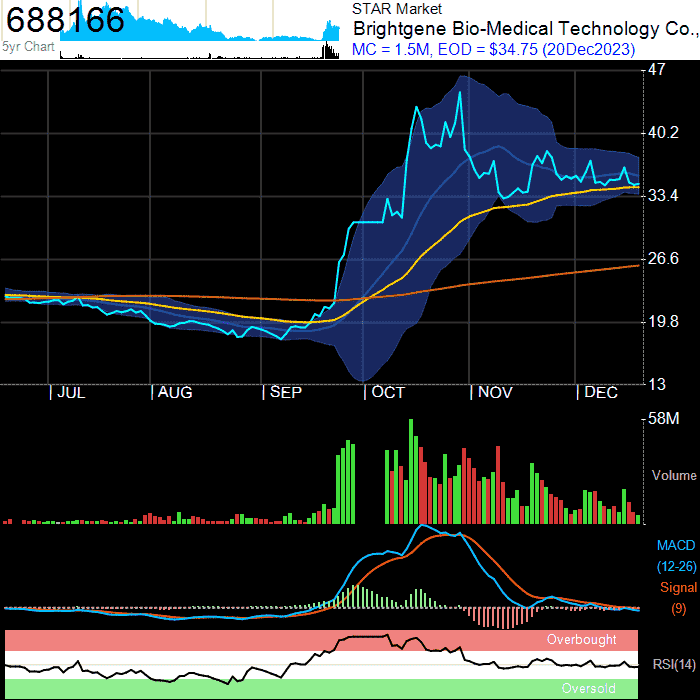 688166
STAR Market
Brightgene Bio-Medical Technology Co.,
5yr Chart
MC = 1.5M, EOD = $34.75 (20Dec2023)
47
40.2
33.4
26.6
19.8
13
| JUL | AUG | SEP | OCT | NOV | DEC
58M
Volume
MACD
(12-26)
Signal
(9)
Overbought
RSI(14)
Oversold